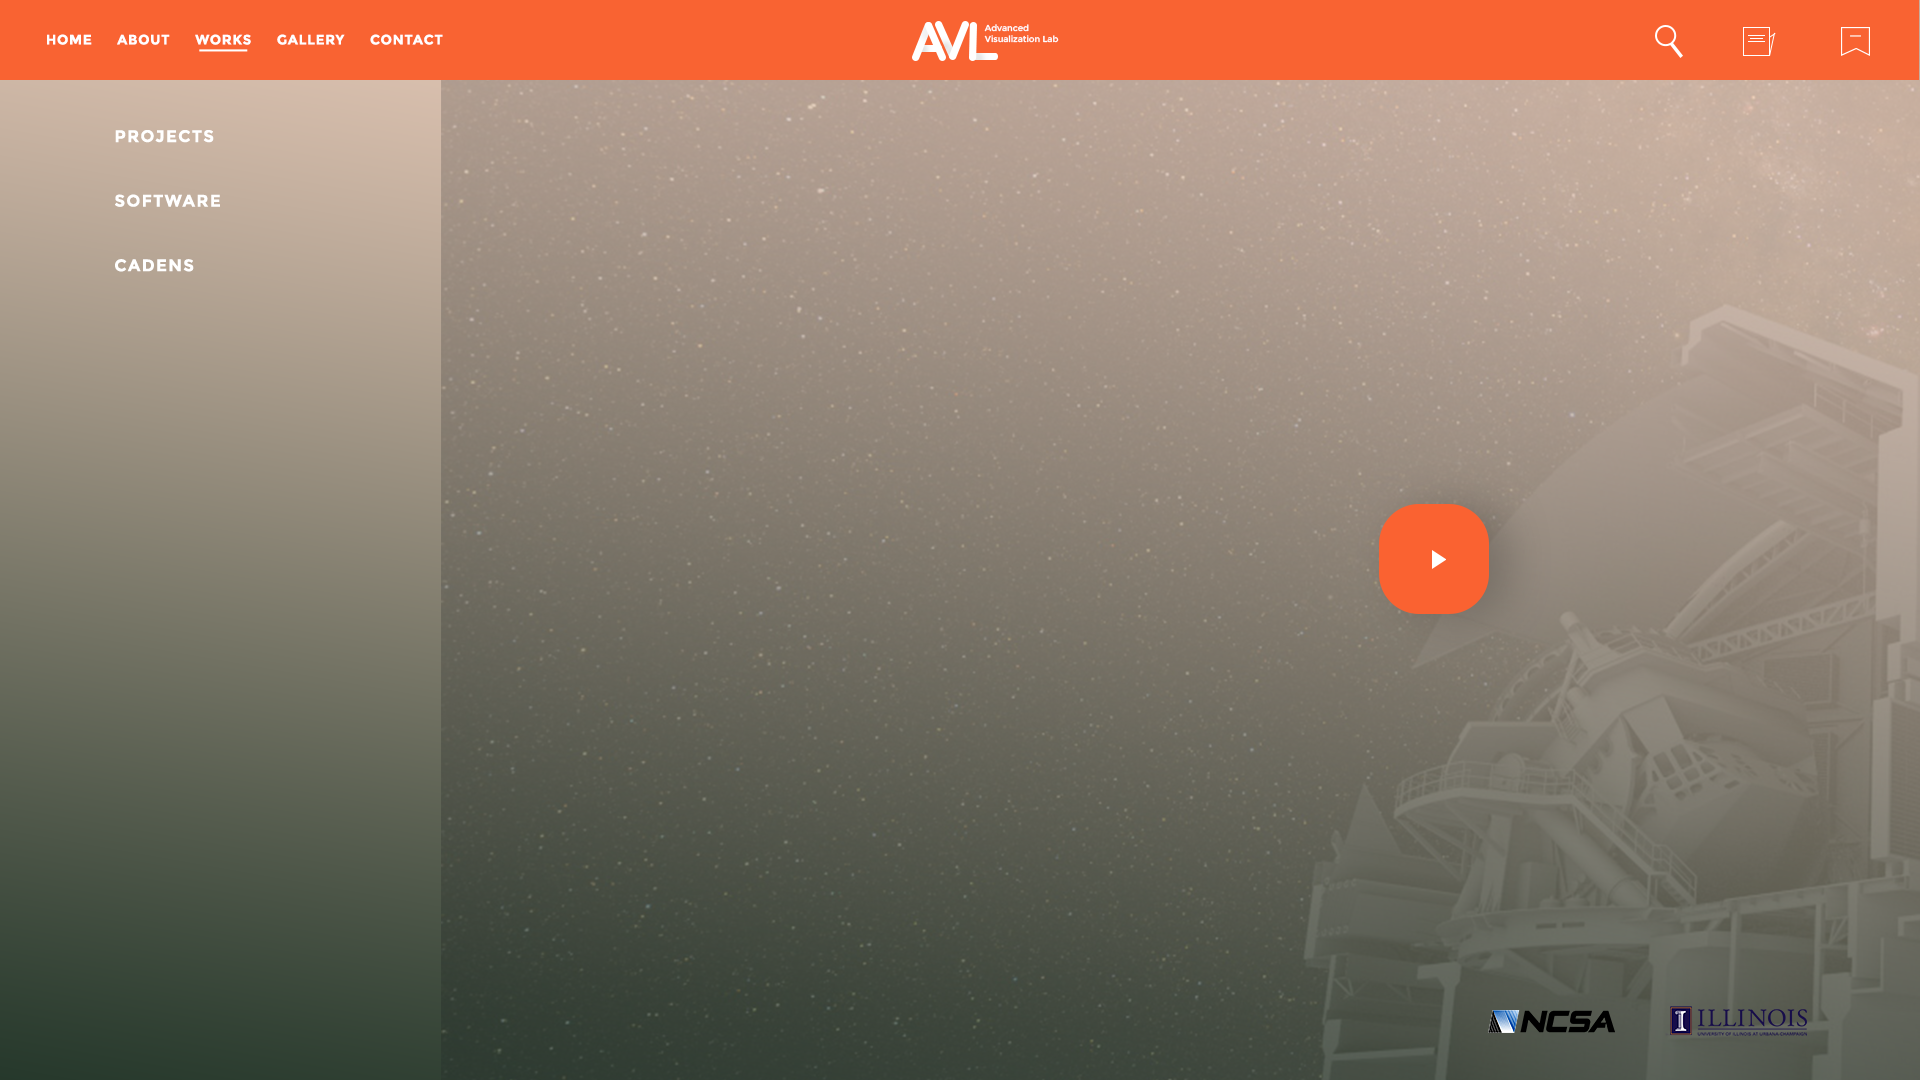 HOME ABOUT WORKS GALLERY CONTACT
AVL Advanced
Visualization Lab
PROJECTS
SOFTWARE
CADENS
NCSA
I ILLINOIS
UNIVERSITY OF ILLINOIS AT URBANA-CHAMPAIGN